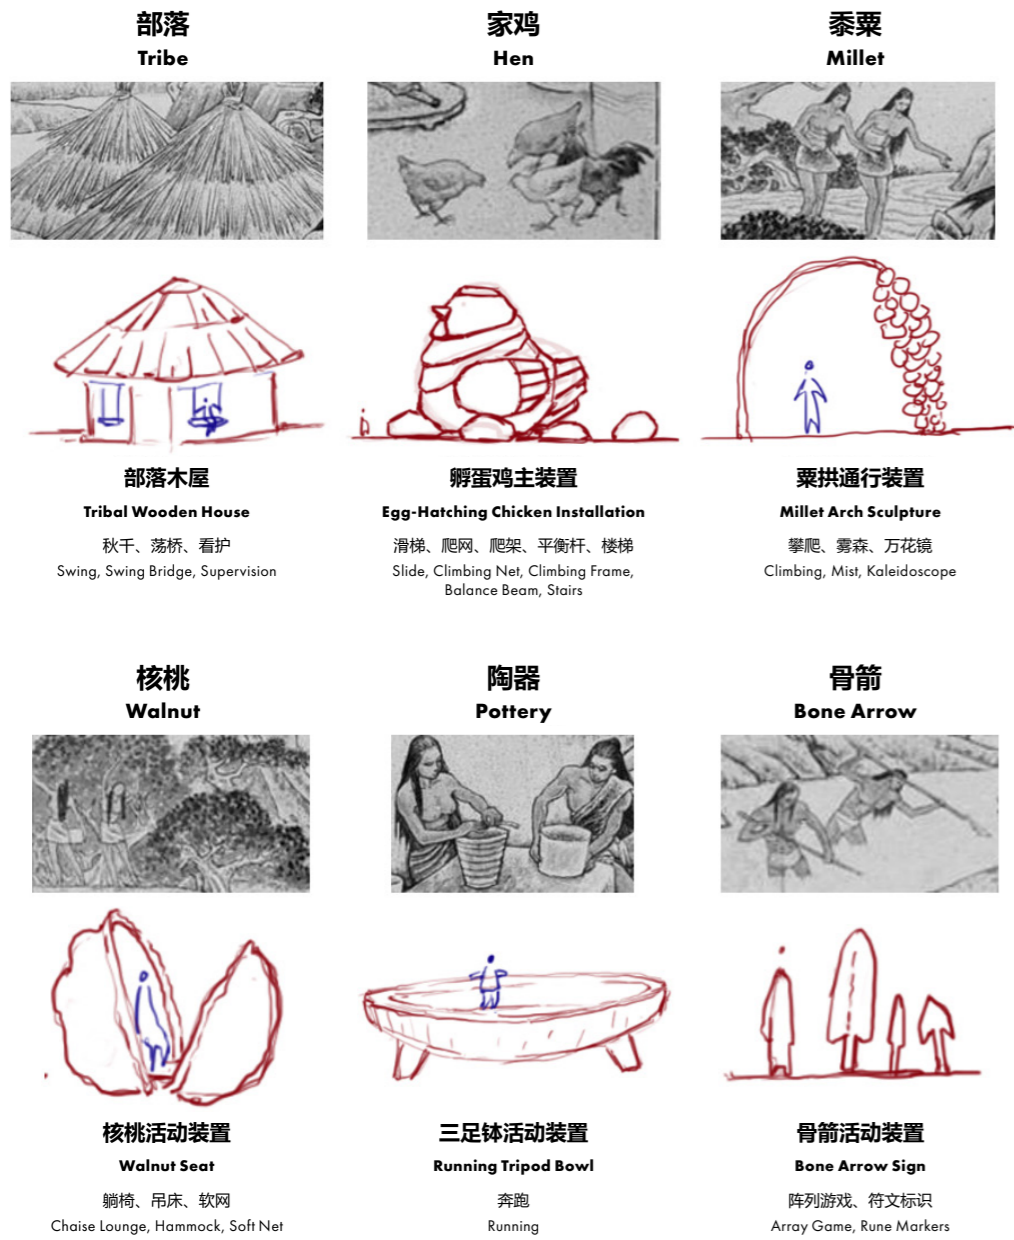 部落
Tribe
家鸡
Hen
黍粟
Millet
部落木屋
Tribal Wooden House
秋千、荡桥、看护
Swing, Swing Bridge, Supervision
孵蛋鸡主装置
Egg-Hatching Chicken Installation
滑梯、爬网、爬架、平衡杆、楼梯
Slide, Climbing Net, Climbing Frame,
Balance Beam, Stairs
粟拱通行装置
Millet Arch Sculpture
攀爬、雾森、万花镜
Climbing, Mist, Kaleidoscope
核桃
Walnut
陶器
Pottery
骨箭
Bone Arrow
核桃活动装置
Walnut Seat
躺椅、吊床、软网
Chaise Lounge, Hammock, Soft Net
三足钵活动装置
Running Tripod Bowl
奔跑
Running
骨箭活动装置
Bone Arrow Sign
阵列游戏、符文标识
Array Game, Rune Markers